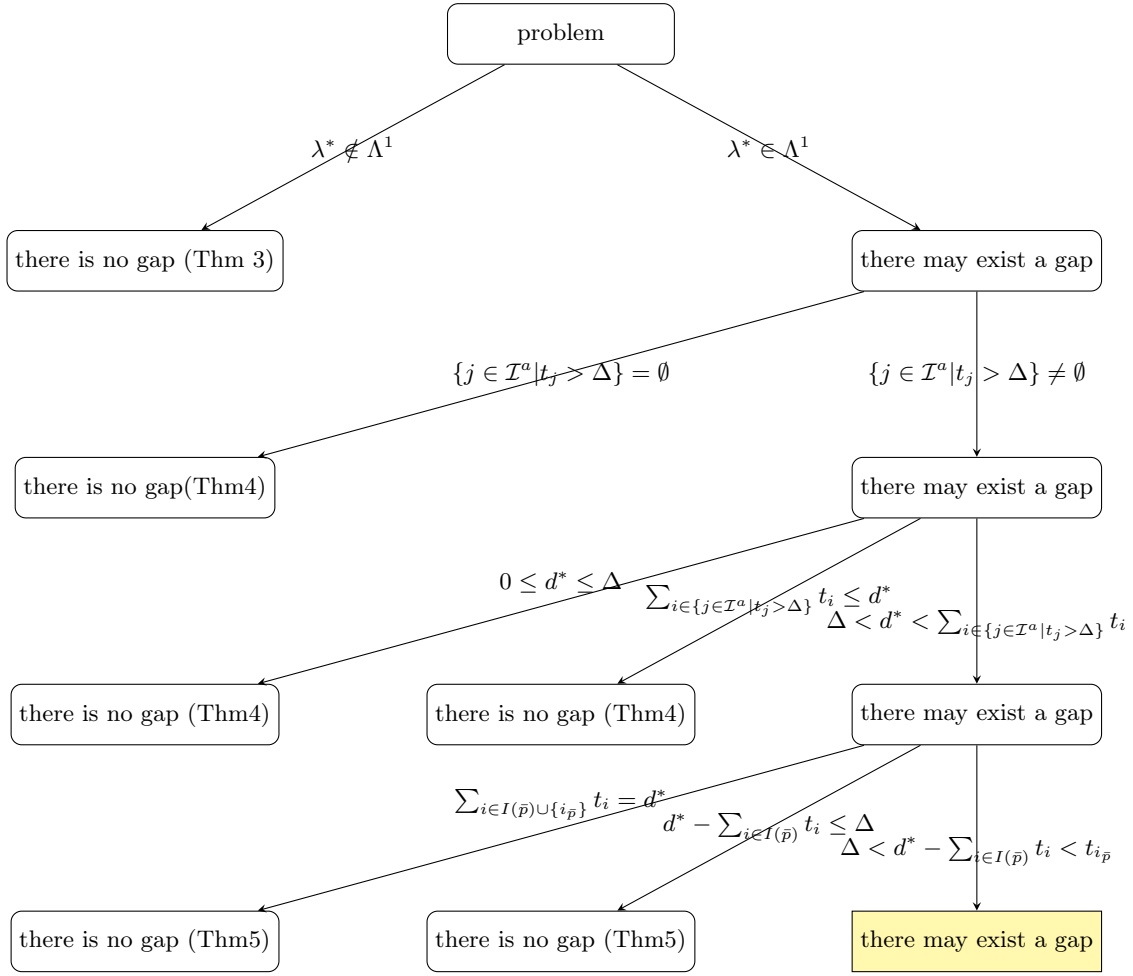 problem
λ* ∉ Λ¹
λ* ∈ Λ¹
there is no gap (Thm 3)
there may exist a gap
{j ∈ ℐᵃ|t_j > Δ} = ∅
{j ∈ ℐᵃ|t_j > Δ} ≠ ∅
there is no gap(Thm4)
there may exist a gap
0 ≤ d* ≤ Δ
∑_{i∈{j∈ℐᵃ|t_j>Δ}} t_i ≤ d*
Δ < d* < ∑_{i∈{j∈ℐᵃ|t_j>Δ}} t_i
there is no gap (Thm4)
there is no gap (Thm4)
there may exist a gap
∑_{i∈I(p̄)∪{i_p̄}} t_i = d*
d* − ∑_{i∈I(p̄)} t_i ≤ Δ
Δ < d* − ∑_{i∈I(p̄)} t_i < t_{i_p̄}
there is no gap (Thm5)
there is no gap (Thm5)
there may exist a gap